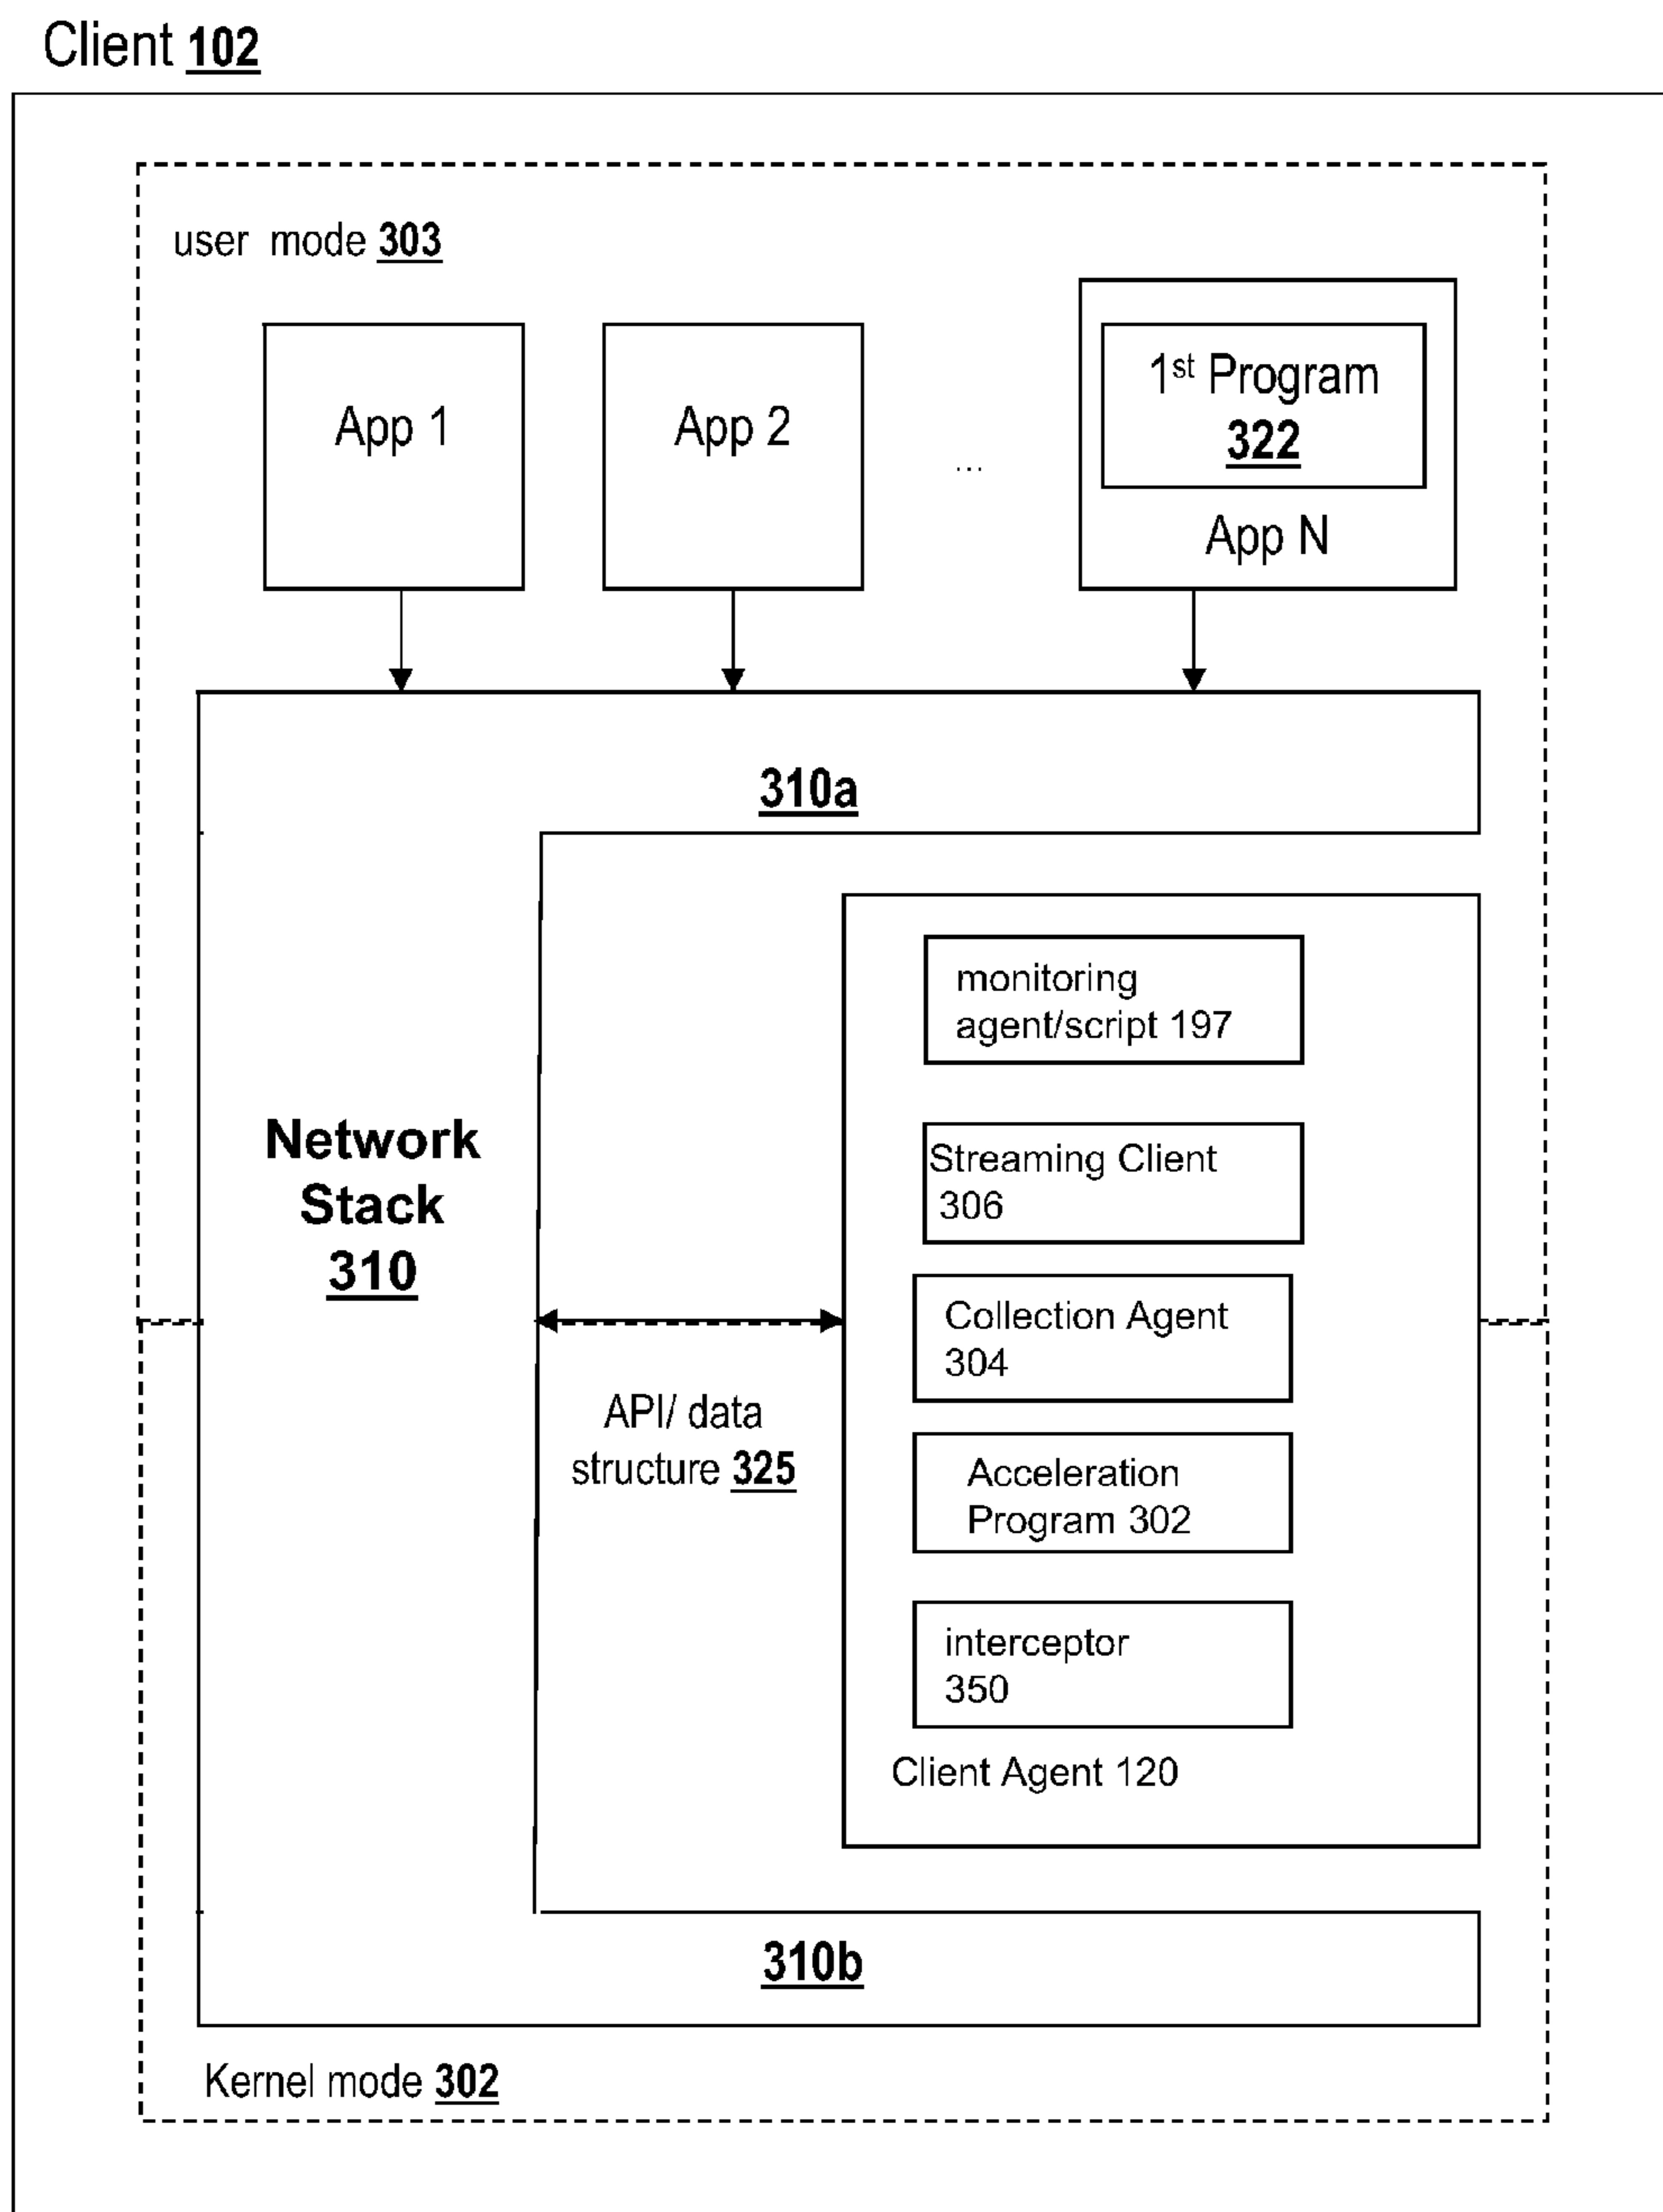 Client 102
user mode 303
App 1
App 2
...
1st Program
322
App N
310a
Network
Stack
310
API/ data
structure 325
monitoring
agent/script 197
Streaming Client
306
Collection Agent
304
Acceleration
Program 302
interceptor
350
Client Agent 120
310b
Kernel mode 302